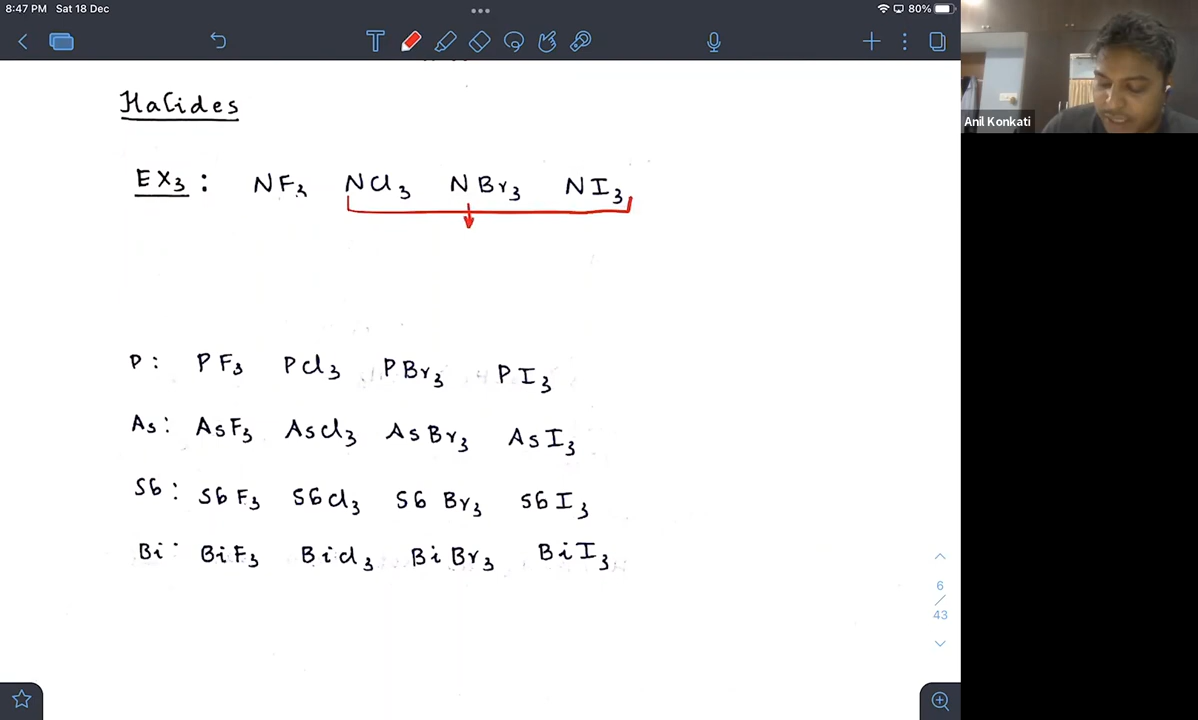 8:47 PM Sat 18 Dec
80%
Anil Konkati
Halides
EX₃ : NF₃ NCl₃ NBr₃ NI₃
P : PF₃ PCl₃ PBr₃ PI₃
As : AsF₃ AsCl₃ AsBr₃ AsI₃
Sb : SbF₃ SbCl₃ SbBr₃ SbI₃
Bi : BiF₃ BiCl₃ BiBr₃ BiI₃
6
/
43